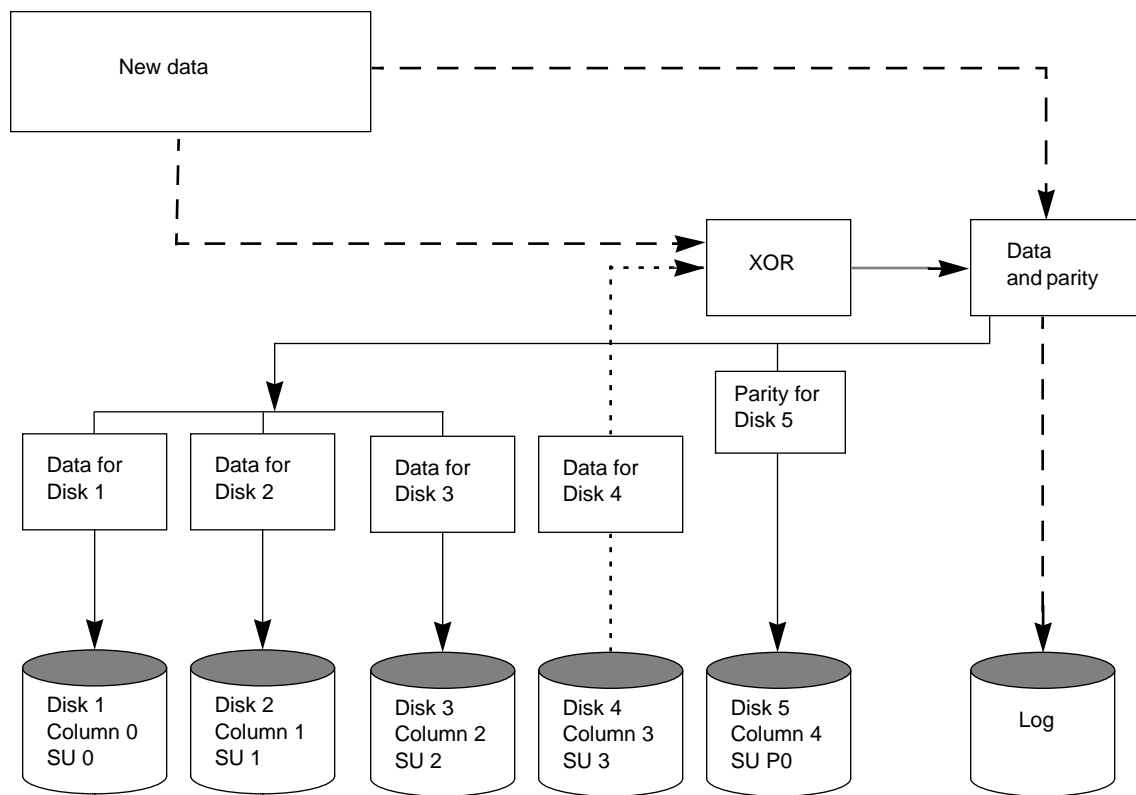 New data
XOR
Data
and parity
Parity for
Disk 5
Data for
Disk 1
Data for
Disk 2
Data for
Disk 3
Data for
Disk 4
Disk 1
Column 0
SU 0
Disk 2
Column 1
SU 1
Disk 3
Column 2
SU 2
Disk 4
Column 3
SU 3
Disk 5
Column 4
SU P0
Log